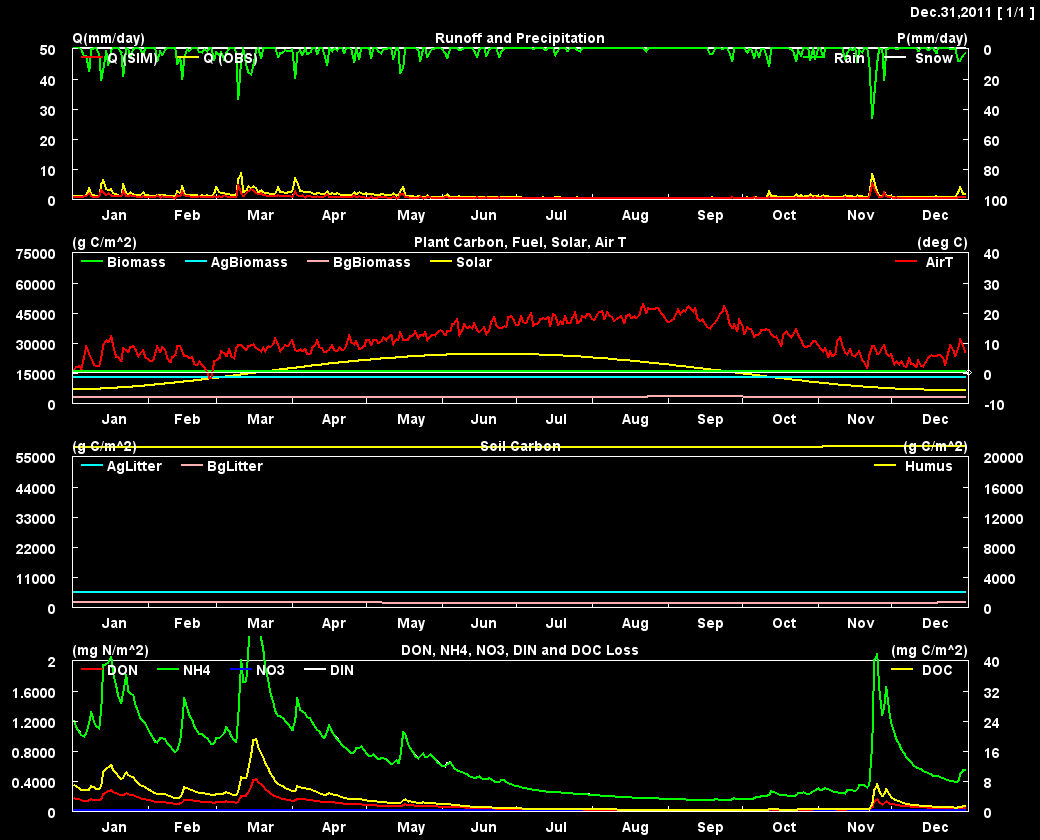 Dec.31,2011 [ 1/1 ]
Q(mm/day) Runoff and Precipitation P(mm/day)
50 0
Q (SIM) Q (OBS) Rain Snow
40 20
30 40
20 60
10 80
0 100
Jan Feb Mar Apr May Jun Jul Aug Sep Oct Nov Dec
(g C/m^2) Plant Carbon, Fuel, Solar, Air T (deg C)
75000 40
Biomass AgBiomass BgBiomass Solar AirT
60000 30
45000 20
30000 10
15000 0
0 -10
Jan Feb Mar Apr May Jun Jul Aug Sep Oct Nov Dec
(g C/m^2) Soil Carbon (g C/m^2)
55000 20000
AgLitter BgLitter Humus
44000 16000
33000 12000
22000 8000
11000 4000
0 0
Jan Feb Mar Apr May Jun Jul Aug Sep Oct Nov Dec
(mg N/m^2) DON, NH4, NO3, DIN and DOC Loss (mg C/m^2)
2 40
DON NH4 NO3 DIN DOC
1.6000 32
1.2000 24
0.8000 16
0.4000 8
0 0
Jan Feb Mar Apr May Jun Jul Aug Sep Oct Nov Dec